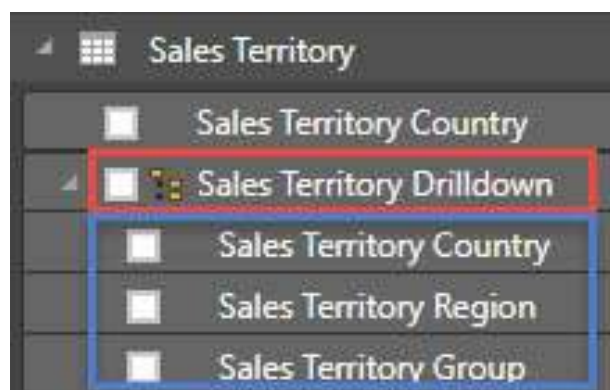 Sales Territory
Sales Territory Country
Sales Territory Drilldown
Sales Territory Country
Sales Territory Region
Sales Territory Group